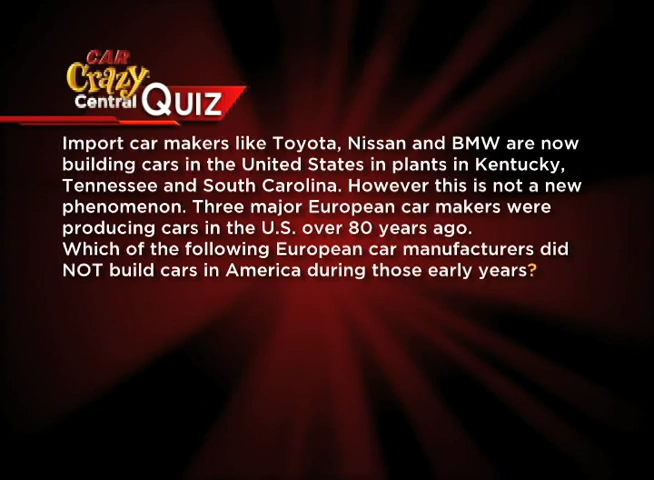 CAR
Crazy
Central QUIZ
Import car makers like Toyota, Nissan and BMW are now
building cars in the United States in plants in Kentucky,
Tennessee and South Carolina. However this is not a new
phenomenon. Three major European car makers were
producing cars in the U.S. over 80 years ago.
Which of the following European car manufacturers did
NOT build cars in America during those early years?